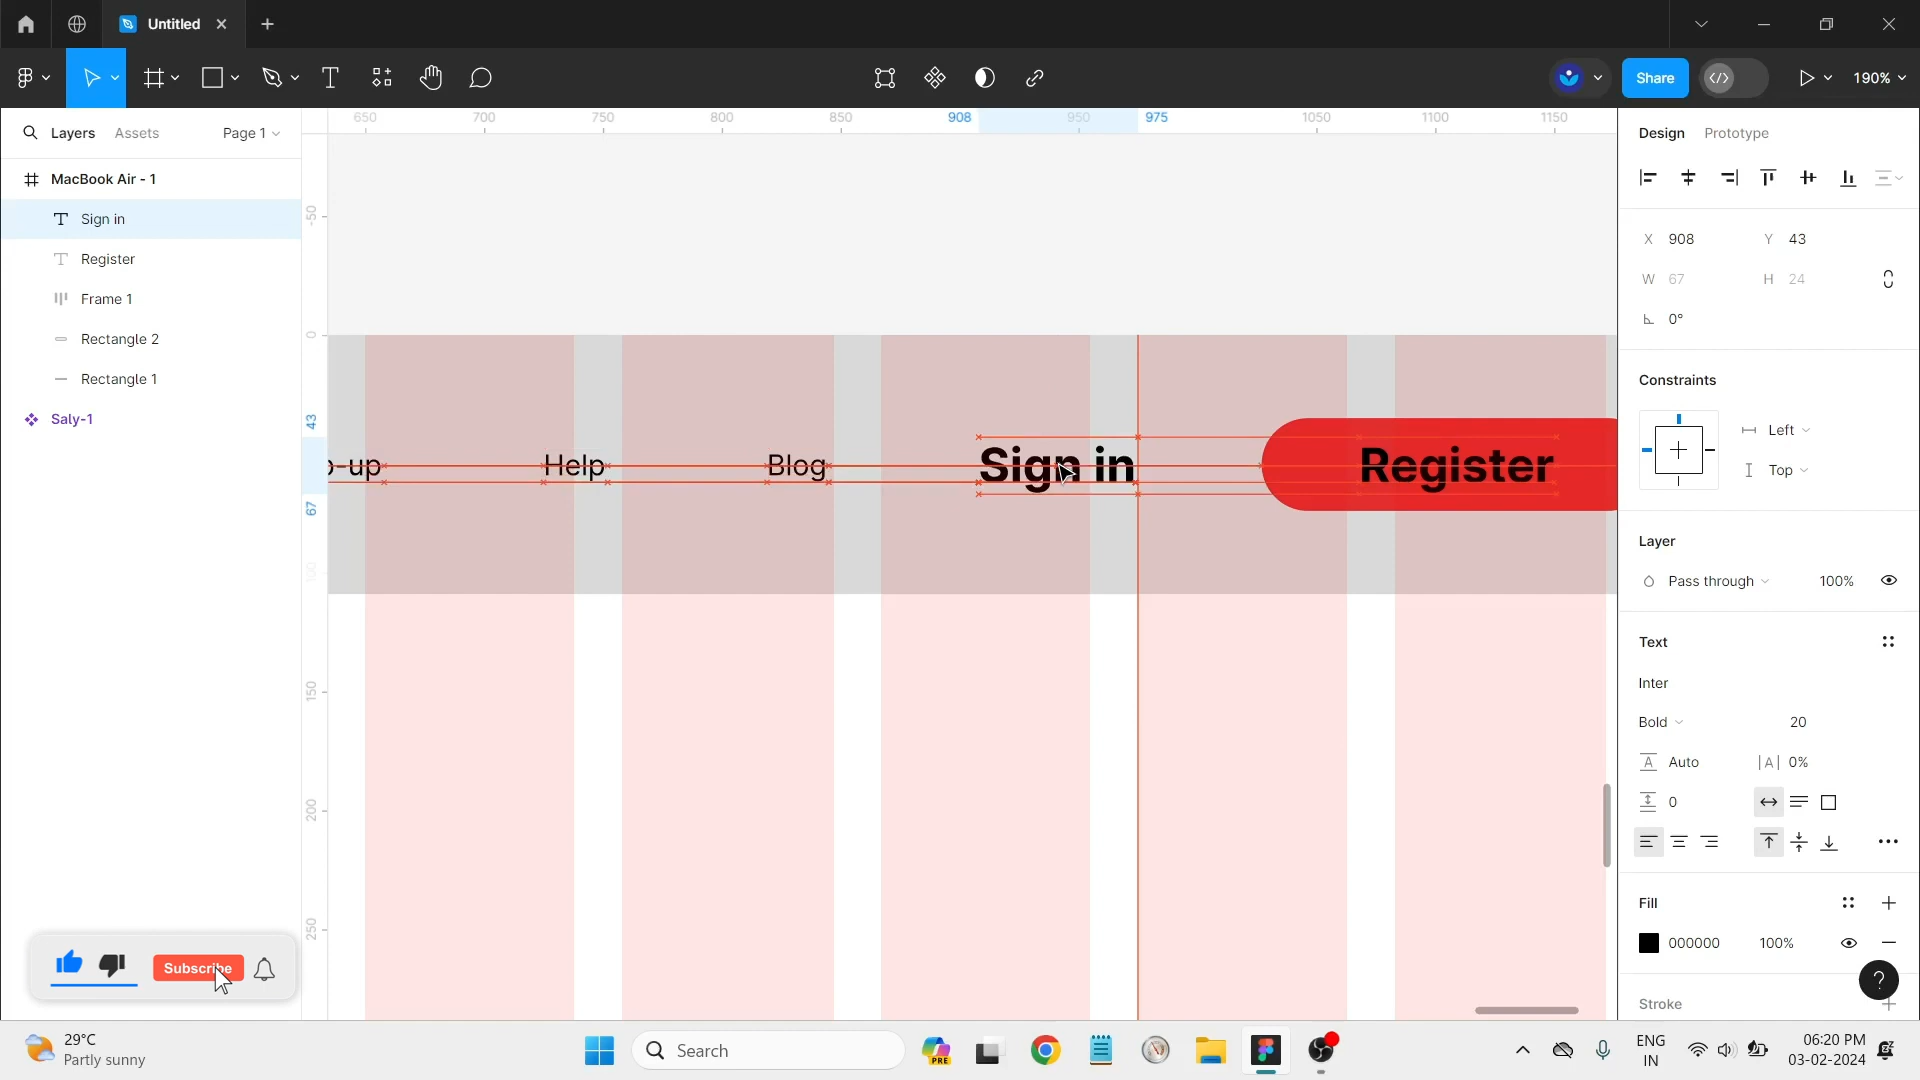 Untitled
Share
190%
Layers
Assets
Page 1
650
700
750
800
850
908
950
975
1050
1100
1150
Design
Prototype
MacBook Air - 1
Sign in
Register
Frame 1
Rectangle 2
Rectangle 1
Saly-1
-50
0
43
67
100
150
200
250
-up
Help
Blog
Sign in
Register
X 908
Y 43
W 67
H 24
0°
Constraints
Left
Top
Layer
Pass through
100%
Text
Inter
Bold
20
A Auto
|A| 0%
0
Fill
000000
100%
?
Stroke
Subscribe
29°C
Partly sunny
Search
PRE
ENG
IN
06:20 PM
03-02-2024